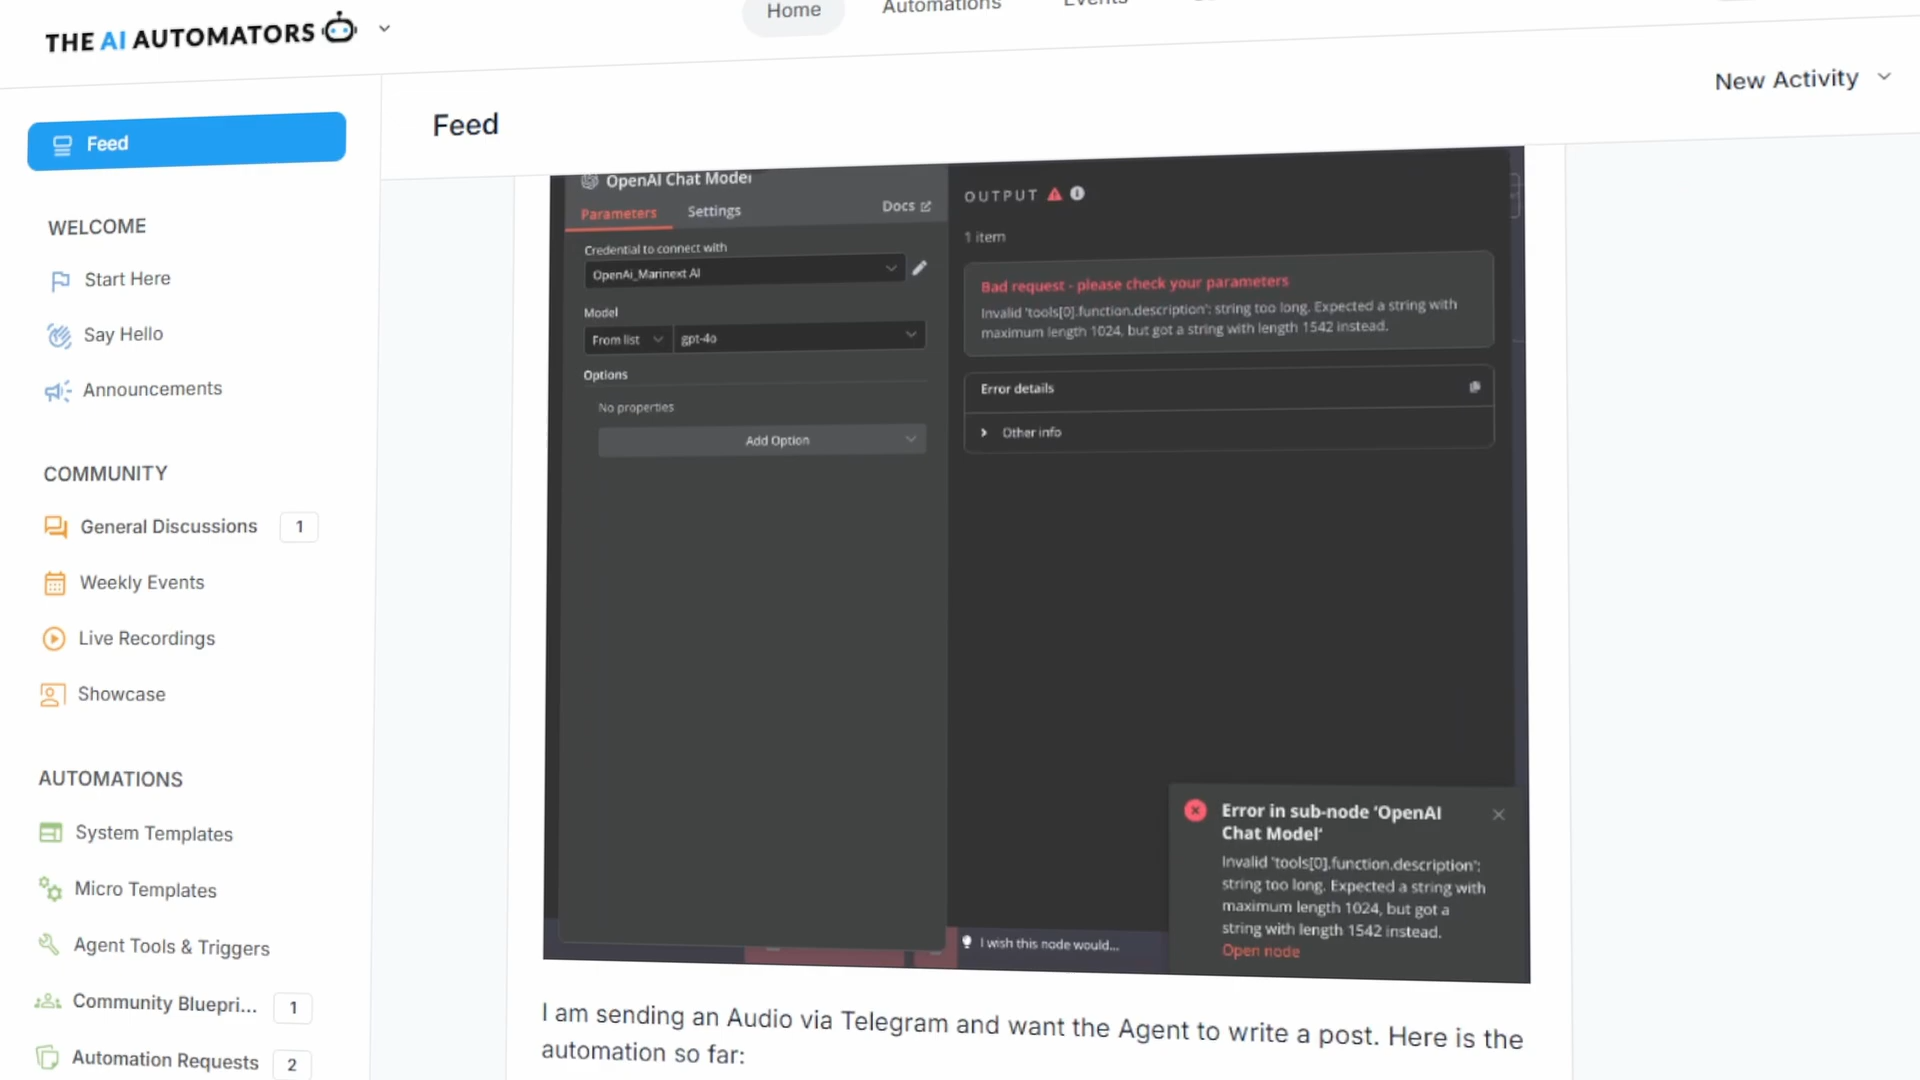 THE AI AUTOMATORS
Home
Automations
Events
New Activity
Feed
Feed
WELCOME
Start Here
Say Hello
Announcements
COMMUNITY
General Discussions 1
Weekly Events
Live Recordings
Showcase
AUTOMATIONS
System Templates
Micro Templates
Agent Tools & Triggers
Community Bluepri... 1
Automation Requests 2
OpenAI Chat Model
Parameters
Settings
Docs
Credential to connect with
OpenAi_Marinext AI
Model
From list
gpt-4o
Options
No properties
Add Option
OUTPUT
1 item
Bad request - please check your parameters
Invalid 'tools[0].function.description': string too long. Expected a string with
maximum length 1024, but got a string with length 1542 instead.
Error details
Other info
I wish this node would...
Error in sub-node 'OpenAI
Chat Model'
Invalid 'tools[0].function.description':
string too long. Expected a string with
maximum length 1024, but got a
string with length 1542 instead.
Open node
I am sending an Audio via Telegram and want the Agent to write a post. Here is the
automation so far: